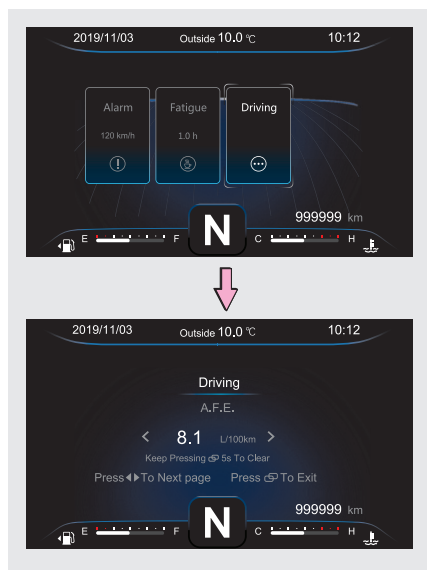 2019/11/03 Outside 10.0 °C 10:12
Alarm Fatigue Driving
120 km/h 1.0 h
999999 km
E F N C H
2019/11/03 Outside 10.0 °C 10:12
Driving
A.F.E.
< 8.1 L/100km >
Keep Pressing 5s To Clear
Press To Next page Press To Exit
999999 km
E F N C H